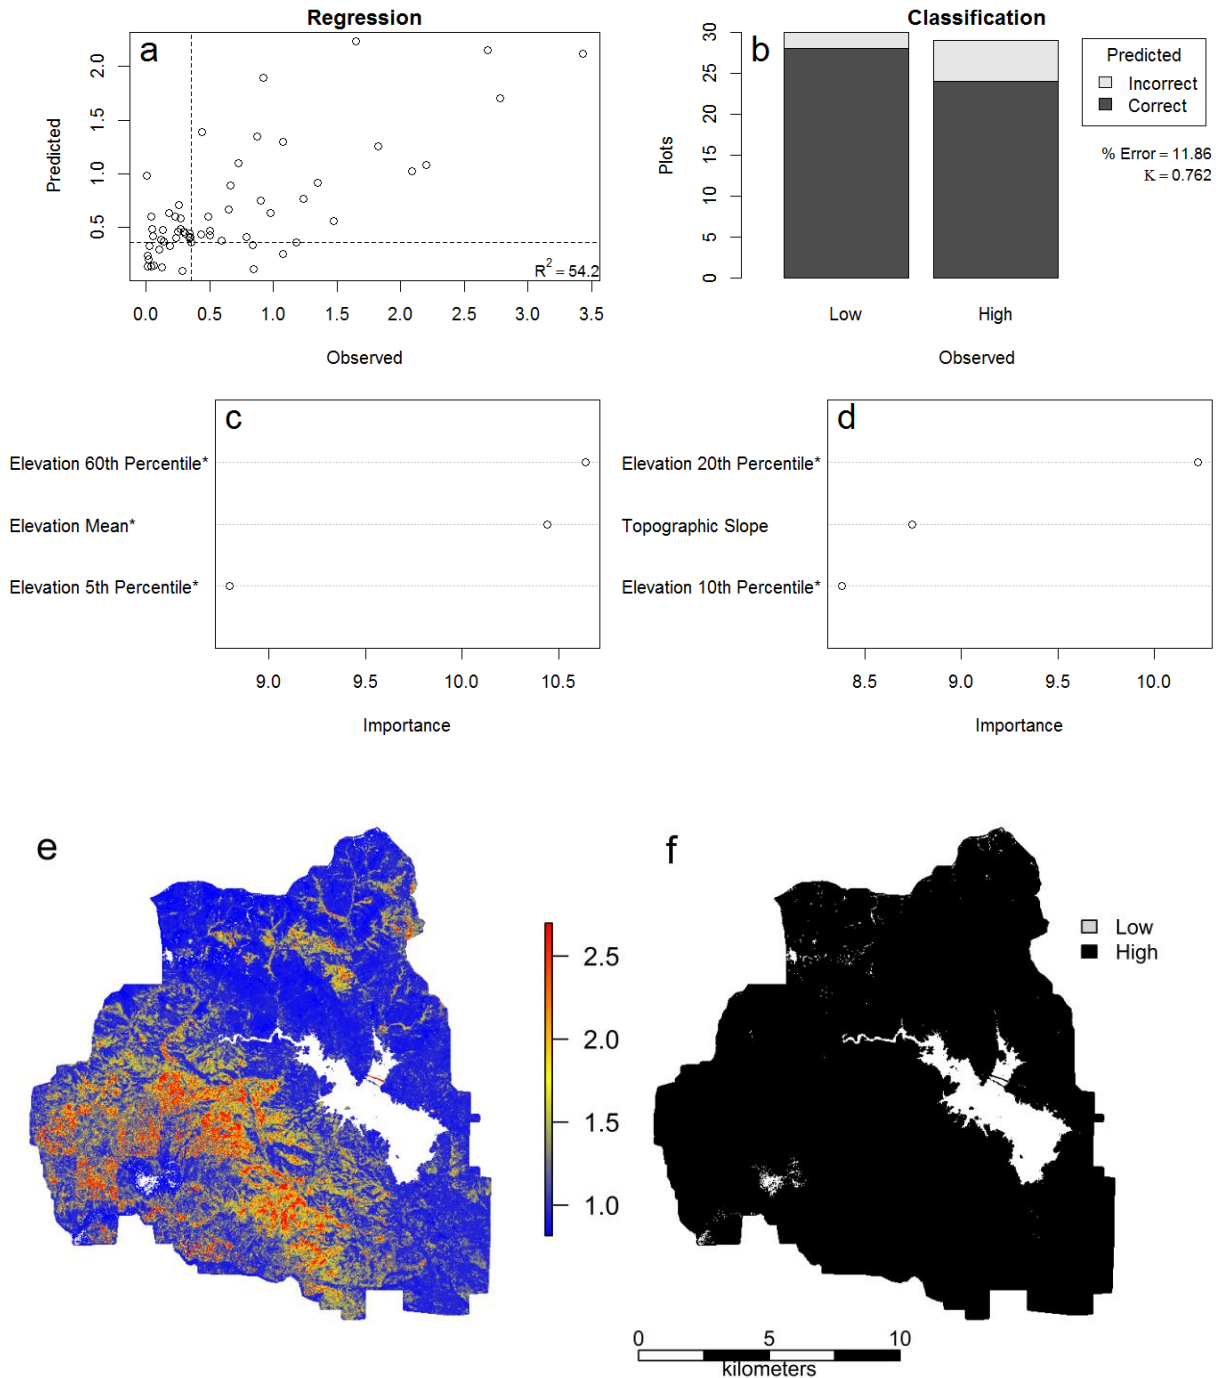 Regression
a
Predicted
2.0
1.5
1.0
0.5
R2 = 54.2
0.0 0.5 1.0 1.5 2.0 2.5 3.0 3.5
Observed
Classification
b
Plots
30
25
20
15
10
5
0
Low High
Observed
Predicted
Incorrect
Correct
% Error = 11.86
K = 0.762
c
Elevation 60th Percentile*
Elevation Mean*
Elevation 5th Percentile*
9.0 9.5 10.0 10.5
Importance
d
Elevation 20th Percentile*
Topographic Slope
Elevation 10th Percentile*
8.5 9.0 9.5 10.0
Importance
e
2.5
2.0
1.5
1.0
f
Low
High
0 5 10
kilometers